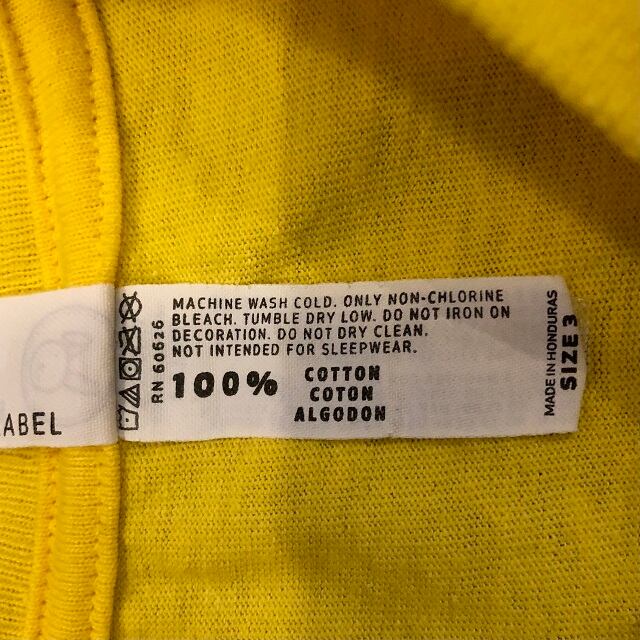 ABEL
RN 60626
MACHINE WASH COLD. ONLY NON-CHLORINE
BLEACH. TUMBLE DRY LOW. DO NOT IRON ON
DECORATION. DO NOT DRY CLEAN.
NOT INTENDED FOR SLEEPWEAR.
100% COTTON
COTON
ALGODON
MADE IN HONDURAS
SIZE 3